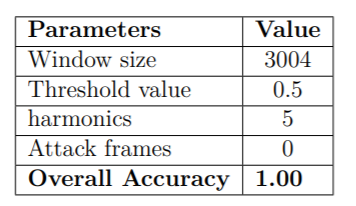 Parameters Value
Window size 3004
Threshold value 0.5
harmonics 5
Attack frames 0
Overall Accuracy 1.00